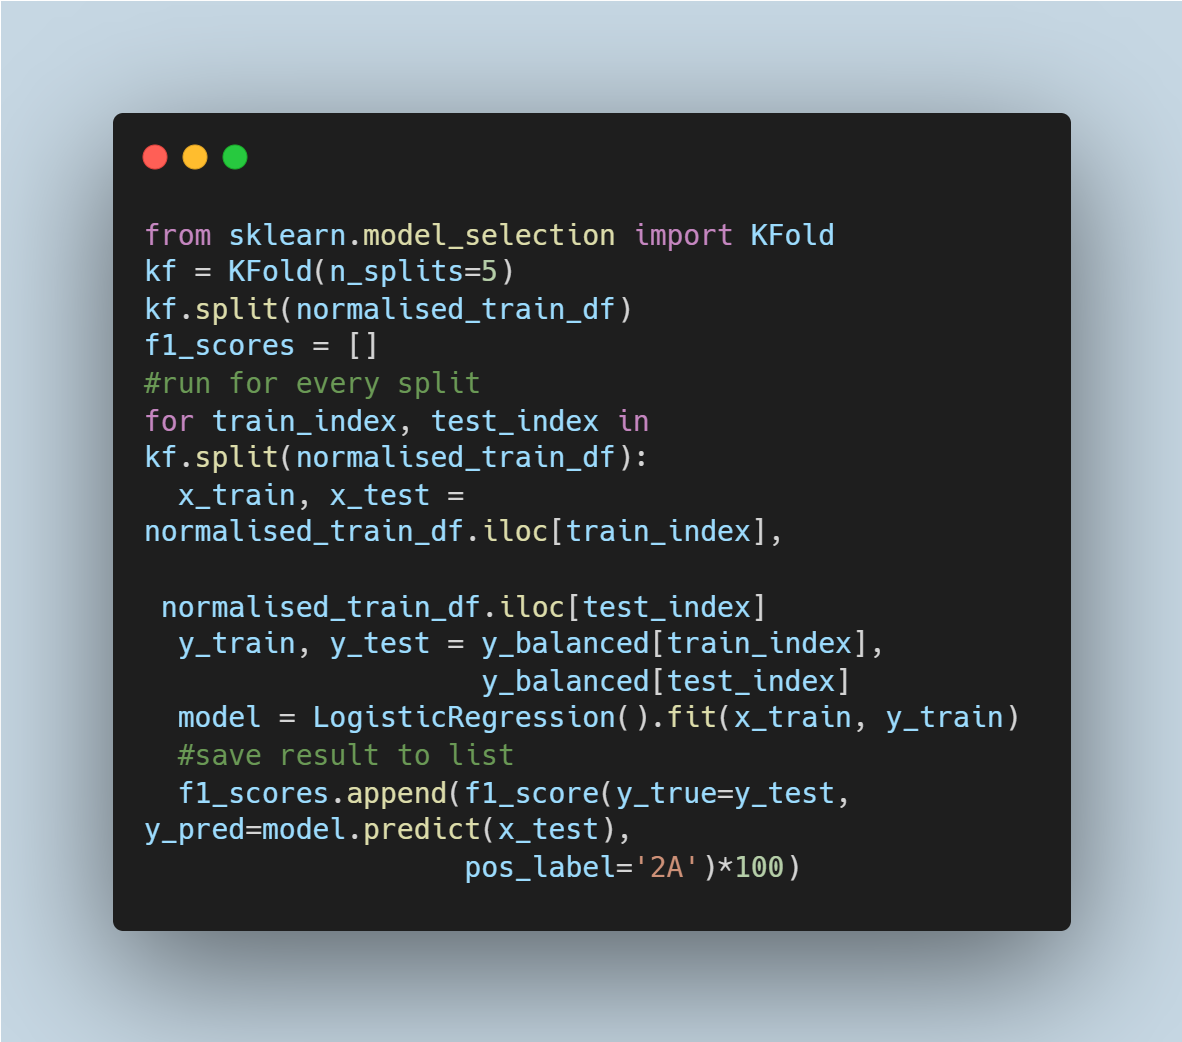 from sklearn.model_selection import KFold
kf = KFold(n_splits=5)
kf.split(normalised_train_df)
f1_scores = []
#run for every split
for train_index, test_index in
kf.split(normalised_train_df):
  x_train, x_test =
normalised_train_df.iloc[train_index],

 normalised_train_df.iloc[test_index]
  y_train, y_test = y_balanced[train_index],
                    y_balanced[test_index]
  model = LogisticRegression().fit(x_train, y_train)
  #save result to list
  f1_scores.append(f1_score(y_true=y_test,
y_pred=model.predict(x_test),
                   pos_label='2A')*100)